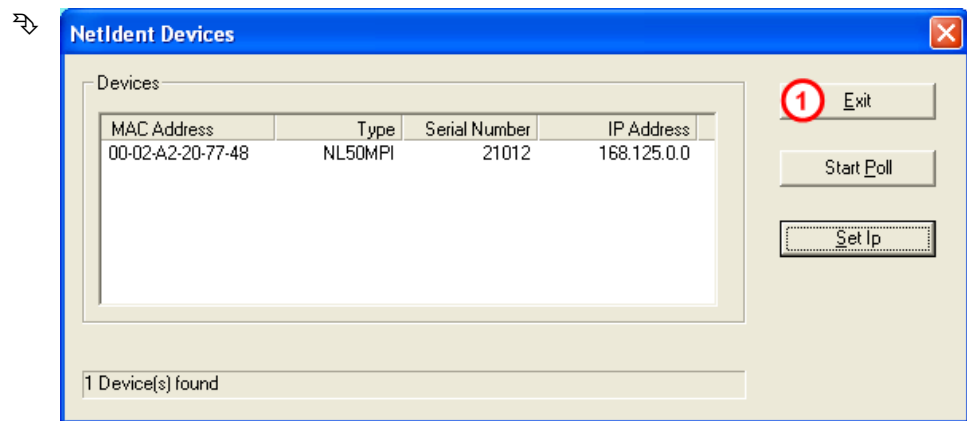 NetIdent Devices
Devices
MAC Address Type Serial Number IP Address
00-02-A2-20-77-48 NL50MPI 21012 168.125.0.0
1 Exit
Start Poll
Set Ip
1 Device(s) found